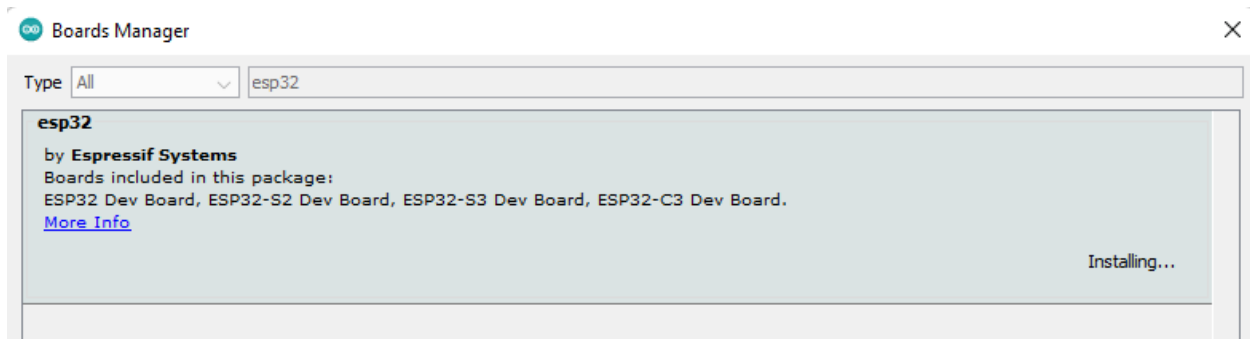 Boards Manager
Type All esp32
esp32
by Espressif Systems
Boards included in this package:
ESP32 Dev Board, ESP32-S2 Dev Board, ESP32-S3 Dev Board, ESP32-C3 Dev Board.
More Info
Installing...